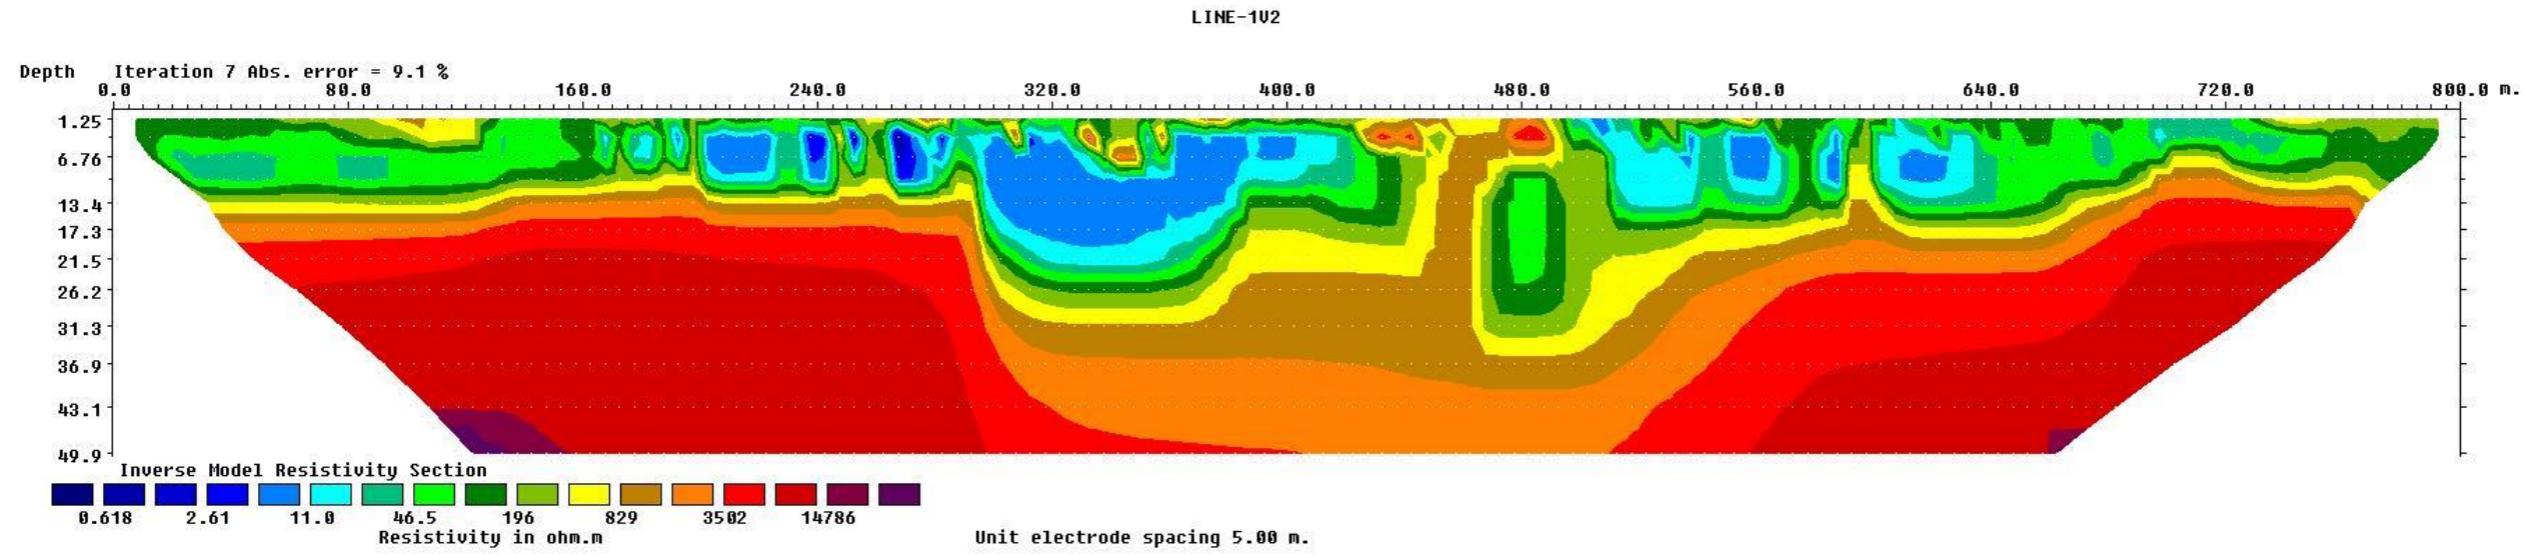 LINE-1V2
Depth Iteration 7 Abs. error = 9.1 %
0.0 80.0 160.0 240.0 320.0 400.0 480.0 560.0 640.0 720.0 800.0 m.
1.25
6.76
13.4
17.3
21.5
26.2
31.3
36.9
43.1
49.9
Inverse Model Resistivity Section
0.618 2.61 11.0 46.5 196 829 3502 14786
Resistivity in ohm.m Unit electrode spacing 5.00 m.